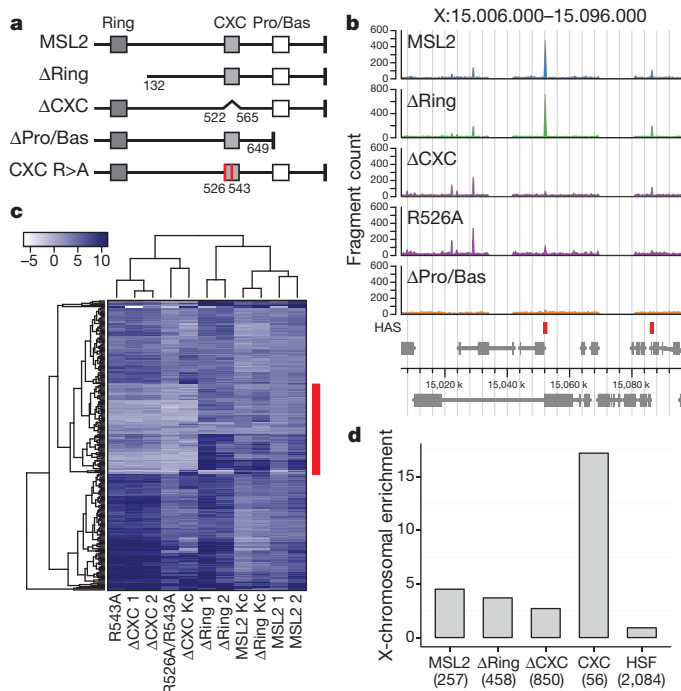 a
Ring
CXC
Pro/Bas
MSL2
ΔRing
132
ΔCXC
522 565
ΔPro/Bas
649
CXC R>A
526 543
b
X:15.006.000–15.096.000
Fragment count
600
400
200
0
MSL2
800
400
0
ΔRing
600
400
200
0
ΔCXC
600
400
200
0
R526A
600
400
200
0
ΔPro/Bas
HAS
15,020 k 15,040 k 15,060 k 15,080 k
c
–5 0 5 10
R543A
ΔCXC 1
ΔCXC 2
R526A/R543A
ΔCXC Kc
ΔRing 1
ΔRing 2
MSL2 Kc
ΔRing Kc
MSL2 1
MSL2 2
d
X-chromosomal enrichment
15
10
5
0
MSL2 ΔRing ΔCXC CXC HSF
(257) (458) (850) (56) (2,084)